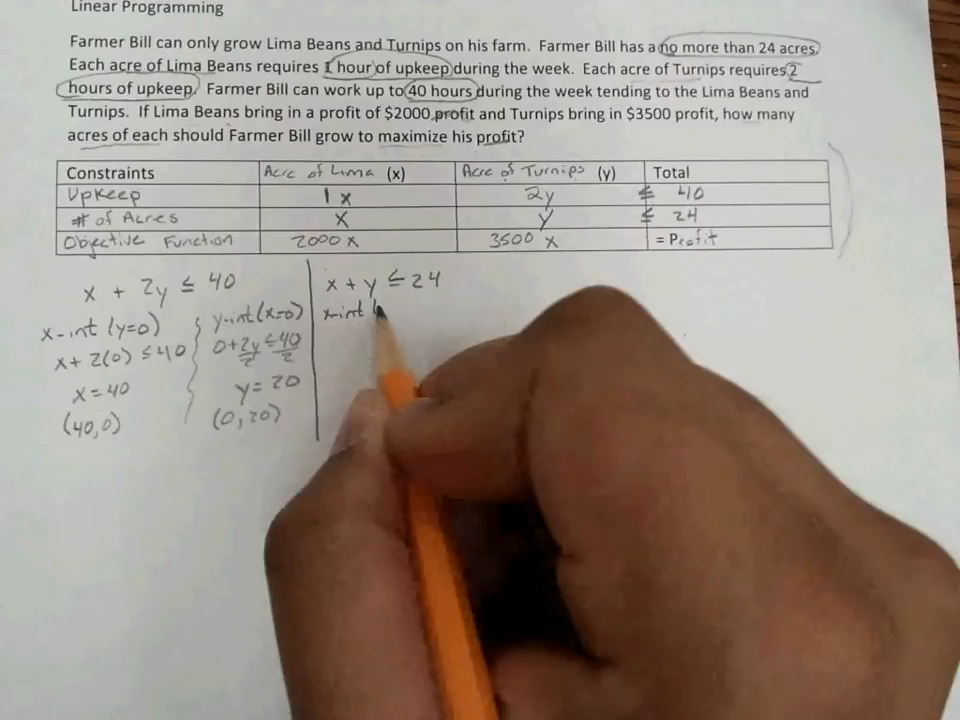 Linear Programming
Farmer Bill can only grow Lima Beans and Turnips on his farm. Farmer Bill has a no more than 24 acres.
Each acre of Lima Beans requires 1 hour of upkeep during the week. Each acre of Turnips requires 2
hours of upkeep. Farmer Bill can work up to 40 hours during the week tending to the Lima Beans and
Turnips. If Lima Beans bring in a profit of $2000 profit and Turnips bring in $3500 profit, how many
acres of each should Farmer Bill grow to maximize his profit?
Constraints Acre of Lima (x) Acre of Turnips (y) Total
Upkeep 1x 2y ≤ 40
# of Acres x y ≤ 24
Objective Function 2000x 3500x = Profit
x + 2y ≤ 40 x + y ≤ 24
x-int (y=0) y-int (x=0) x-int (
x + 2(0) ≤ 40 0+2y/2 ≤ 40/2
x = 40 y = 20
(40,0) (0,20)